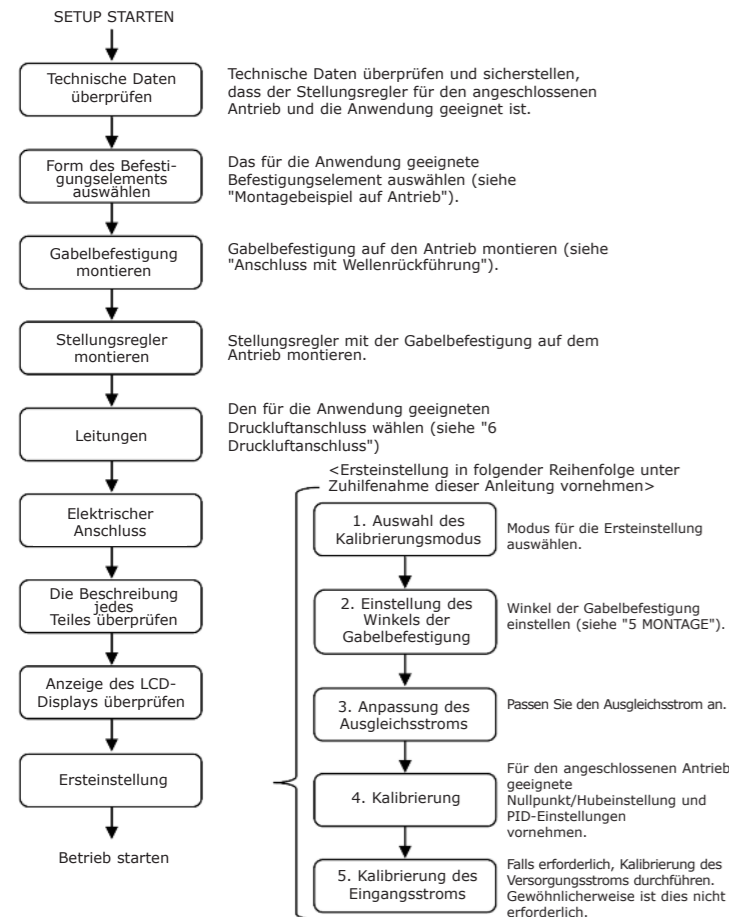 SETUP STARTEN
Technische Daten
überprüfen
Technische Daten überprüfen und sicherstellen,
dass der Stellungsregler für den angeschlossenen
Antrieb und die Anwendung geeignet ist.
Form des Befesti-
gungselements
auswählen
Das für die Anwendung geeignete
Befestigungselement auswählen (siehe
"Montagebeispiel auf Antrieb").
Gabelbefestigung
montieren
Gabelbefestigung auf den Antrieb montieren (siehe
"Anschluss mit Wellenrückführung").
Stellungsregler
montieren
Stellungsregler mit der Gabelbefestigung auf dem
Antrieb montieren.
Leitungen
Den für die Anwendung geeigneten
Druckluftanschluss wählen (siehe "6
Druckluftanschluss")
Elektrischer
Anschluss
Die Beschreibung
jedes
Teiles überprüfen
Anzeige des LCD-
Displays überprüfen
Ersteinstellung
Betrieb starten
<Ersteinstellung in folgender Reihenfolge unter
Zuhilfenahme dieser Anleitung vornehmen>
1. Auswahl des
Kalibrierungsmodus
Modus für die Ersteinstellung
auswählen.
2. Einstellung des
Winkels der
Gabelbefestigung
Winkel der Gabelbefestigung
einstellen (siehe "5 MONTAGE").
3. Anpassung des
Ausgleichsstroms
Passen Sie den Ausgleichsstrom an.
4. Kalibrierung
Für den angeschlossenen Antrieb
geeignete
Nullpunkt/Hubeinstellung und
PID-Einstellungen
vornehmen.
5. Kalibrierung des
Eingangsstroms
Falls erforderlich, Kalibrierung des
Versorgungsstroms durchführen.
Gewöhnlicherweise ist dies nicht
erforderlich.